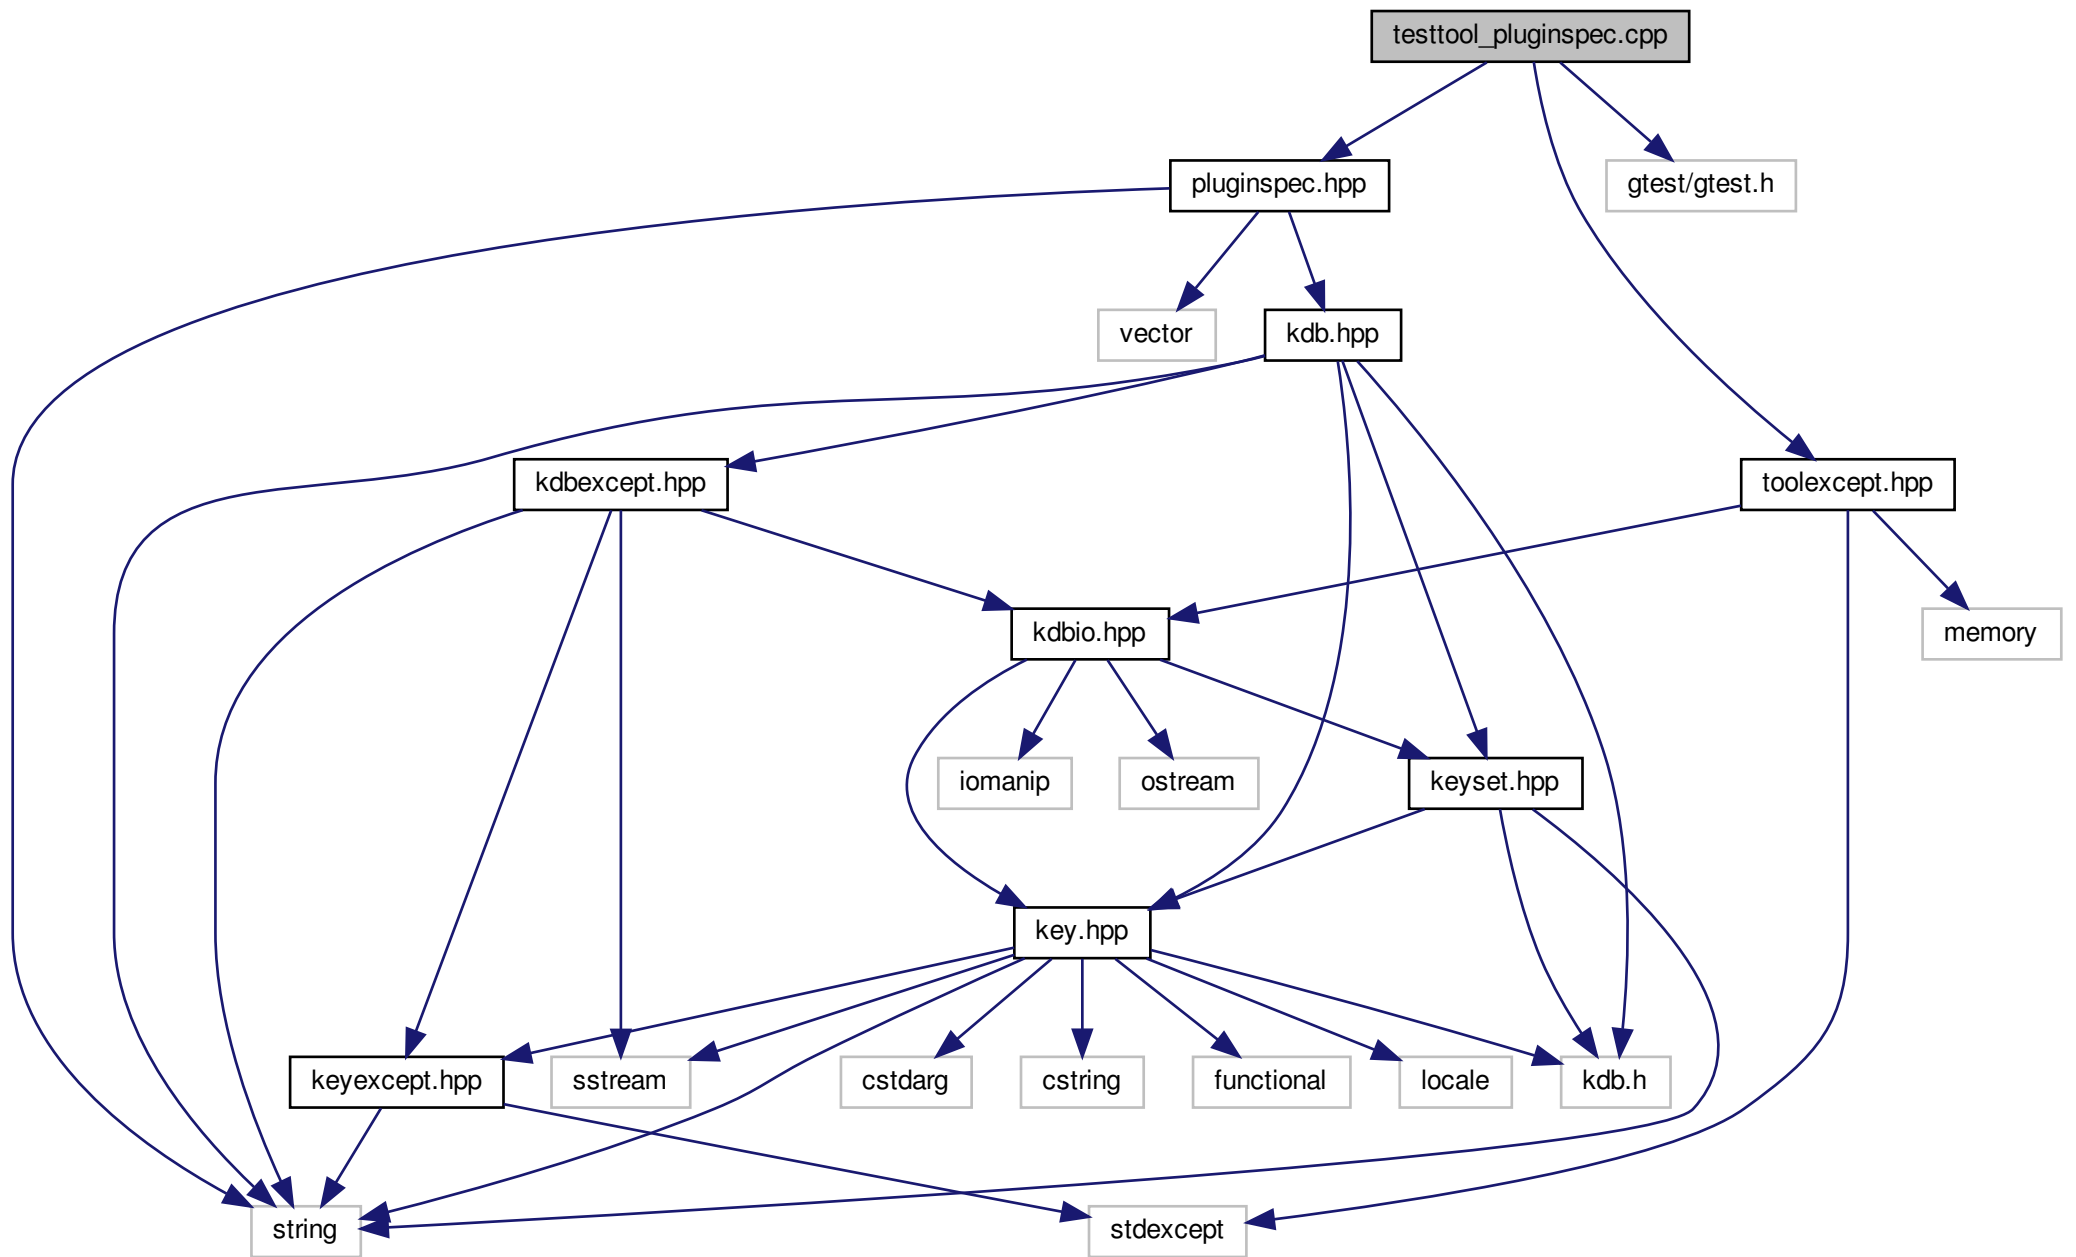 testtool_pluginspec.cpp
pluginspec.hpp
gtest/gtest.h
vector
kdb.hpp
kdbexcept.hpp
toolexcept.hpp
kdbio.hpp
memory
iomanip
ostream
keyset.hpp
key.hpp
keyexcept.hpp
sstream
cstdarg
cstring
functional
locale
kdb.h
string
stdexcept